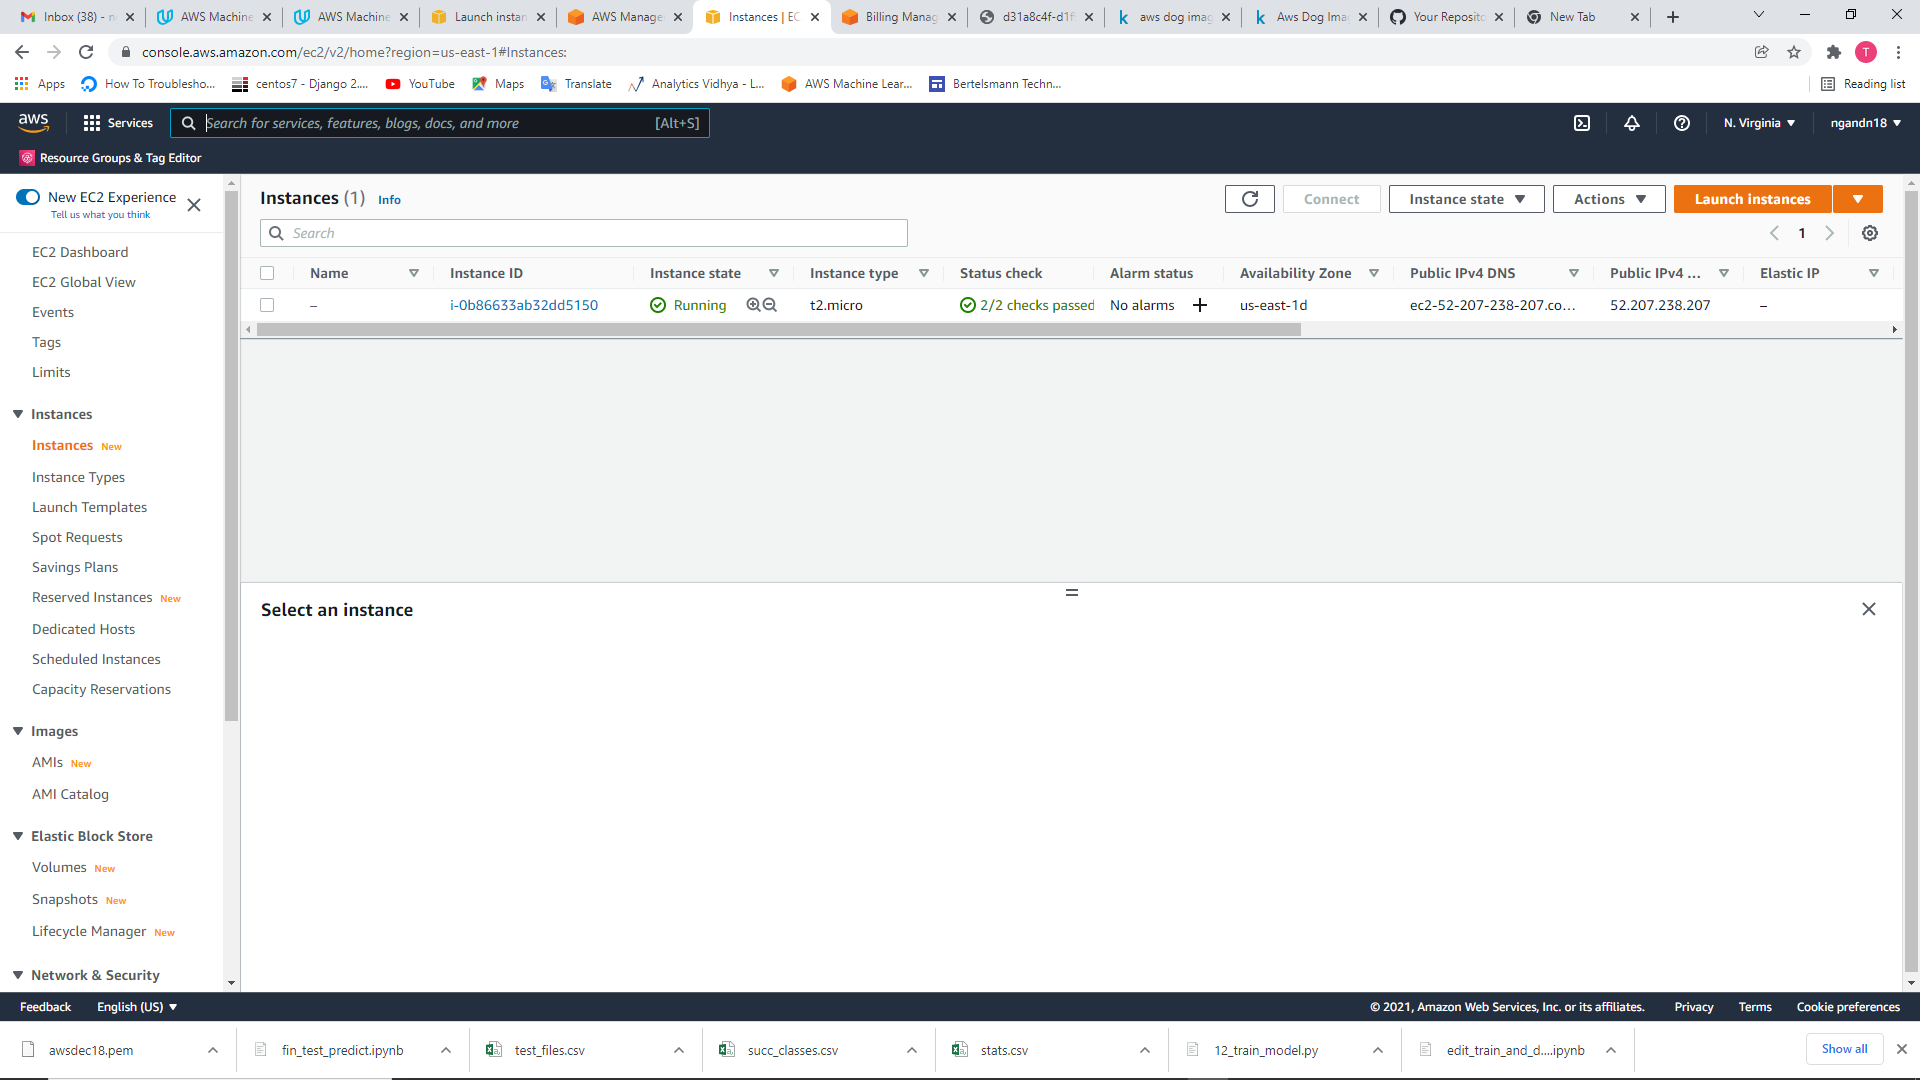 Inbox (38) - n
AWS Machine
AWS Machine
Launch instan
AWS Manage
Instances | EC
Billing Manag
d31a8c4f-d1f
aws dog imag
Aws Dog Ima
Your Reposito
New Tab
console.aws.amazon.com/ec2/v2/home?region=us-east-1#Instances:
T
Apps
How To Troublesho...
centos7 - Django 2....
YouTube
Maps
Translate
Analytics Vidhya - L...
AWS Machine Lear...
Bertelsmann Techn...
Reading list
aws
Services
Search for services, features, blogs, docs, and more
[Alt+S]
N. Virginia
ngandn18
Resource Groups & Tag Editor
New EC2 Experience
Tell us what you think
EC2 Dashboard
EC2 Global View
Events
Tags
Limits
Instances
Instances New
Instance Types
Launch Templates
Spot Requests
Savings Plans
Reserved Instances New
Dedicated Hosts
Scheduled Instances
Capacity Reservations
Images
AMIs New
AMI Catalog
Elastic Block Store
Volumes New
Snapshots New
Lifecycle Manager New
Network & Security
Instances (1) Info
Connect
Instance state
Actions
Launch instances
Search
1
Name
Instance ID
Instance state
Instance type
Status check
Alarm status
Availability Zone
Public IPv4 DNS
Public IPv4 ...
Elastic IP
–
i-0b86633ab32dd5150
Running
t2.micro
2/2 checks passed
No alarms +
us-east-1d
ec2-52-207-238-207.co...
52.207.238.207
–
Select an instance
Feedback
English (US)
© 2021, Amazon Web Services, Inc. or its affiliates.
Privacy
Terms
Cookie preferences
awsdec18.pem
fin_test_predict.ipynb
test_files.csv
succ_classes.csv
stats.csv
12_train_model.py
edit_train_and_d....ipynb
Show all